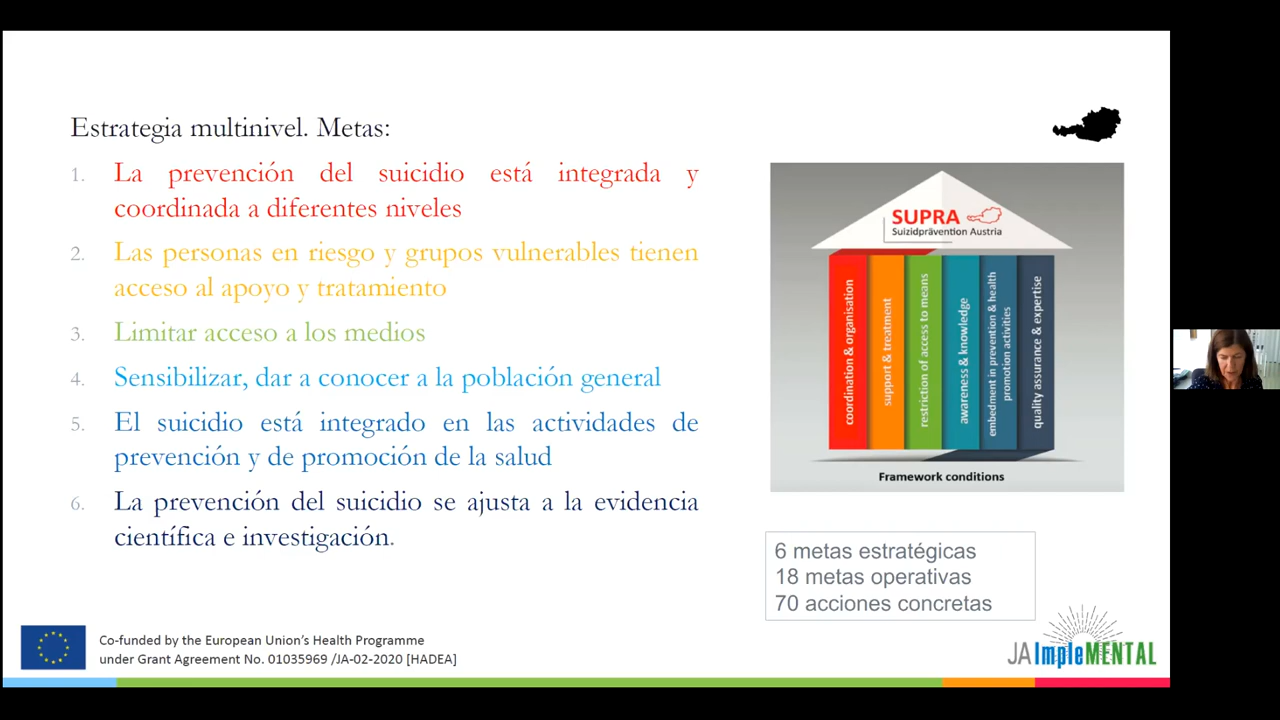 Estrategia multinivel. Metas:
1. La prevención del suicidio está integrada y
coordinada a diferentes niveles
2. Las personas en riesgo y grupos vulnerables tienen
acceso al apoyo y tratamiento
3. Limitar acceso a los medios
4. Sensibilizar, dar a conocer a la población general
5. El suicidio está integrado en las actividades de
prevención y de promoción de la salud
6. La prevención del suicidio se ajusta a la evidencia
científica e investigación.
SUPRA
Suizidprävention Austria
coordination & organisation
support & treatment
restriction of access to means
awareness & knowledge
embedment in prevention & health
promotion activities
quality assurance & expertise
Framework conditions
6 metas estratégicas
18 metas operativas
70 acciones concretas
Co-funded by the European Union's Health Programme
under Grant Agreement No. 01035969 /JA-02-2020 [HADEA]
JAImpleMENTAL